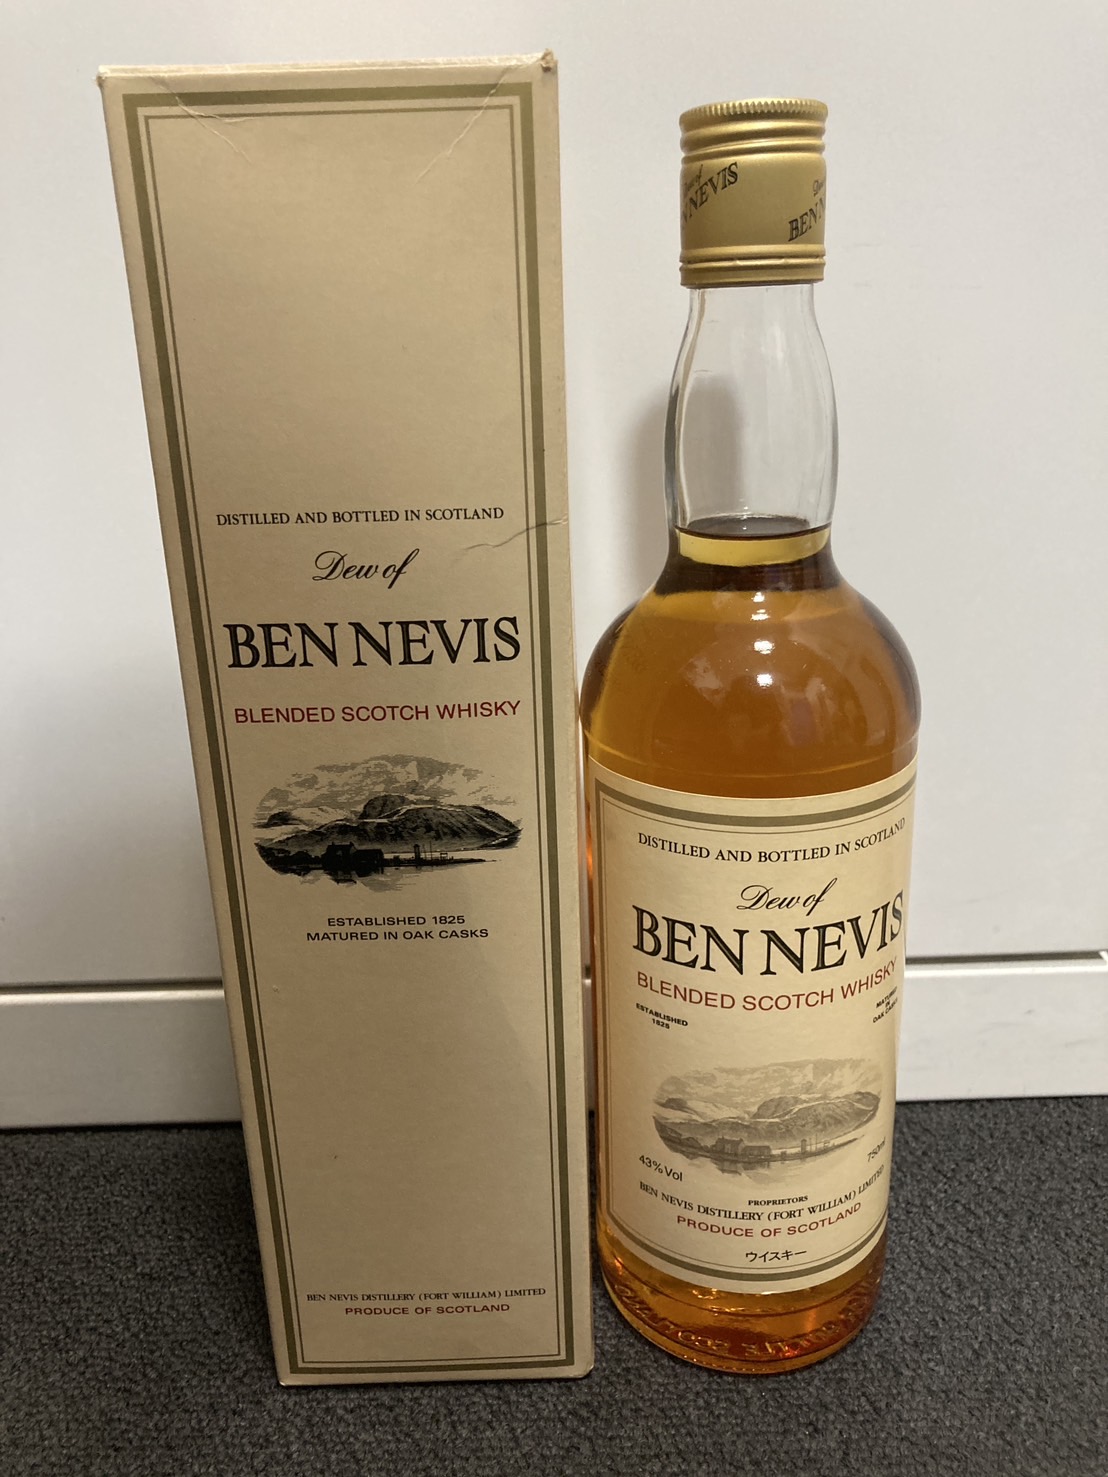 DISTILLED AND BOTTLED IN SCOTLAND
Dew of
BEN NEVIS
BLENDED SCOTCH WHISKY
ESTABLISHED 1825
MATURED IN OAK CASKS
BEN NEVIS DISTILLERY (FORT WILLIAM) LIMITED
PRODUCE OF SCOTLAND
NEVIS
BEN
DISTILLED AND BOTTLED IN SCOTLAND
Dew of
BEN NEVIS
BLENDED SCOTCH WHISKY
ESTABLISHED
1825
MATURED
IN
OAK CASKS
43% Vol
750ml
PROPRIETORS
BEN NEVIS DISTILLERY (FORT WILLIAM) LIMITED
PRODUCE OF SCOTLAND
ウイスキー